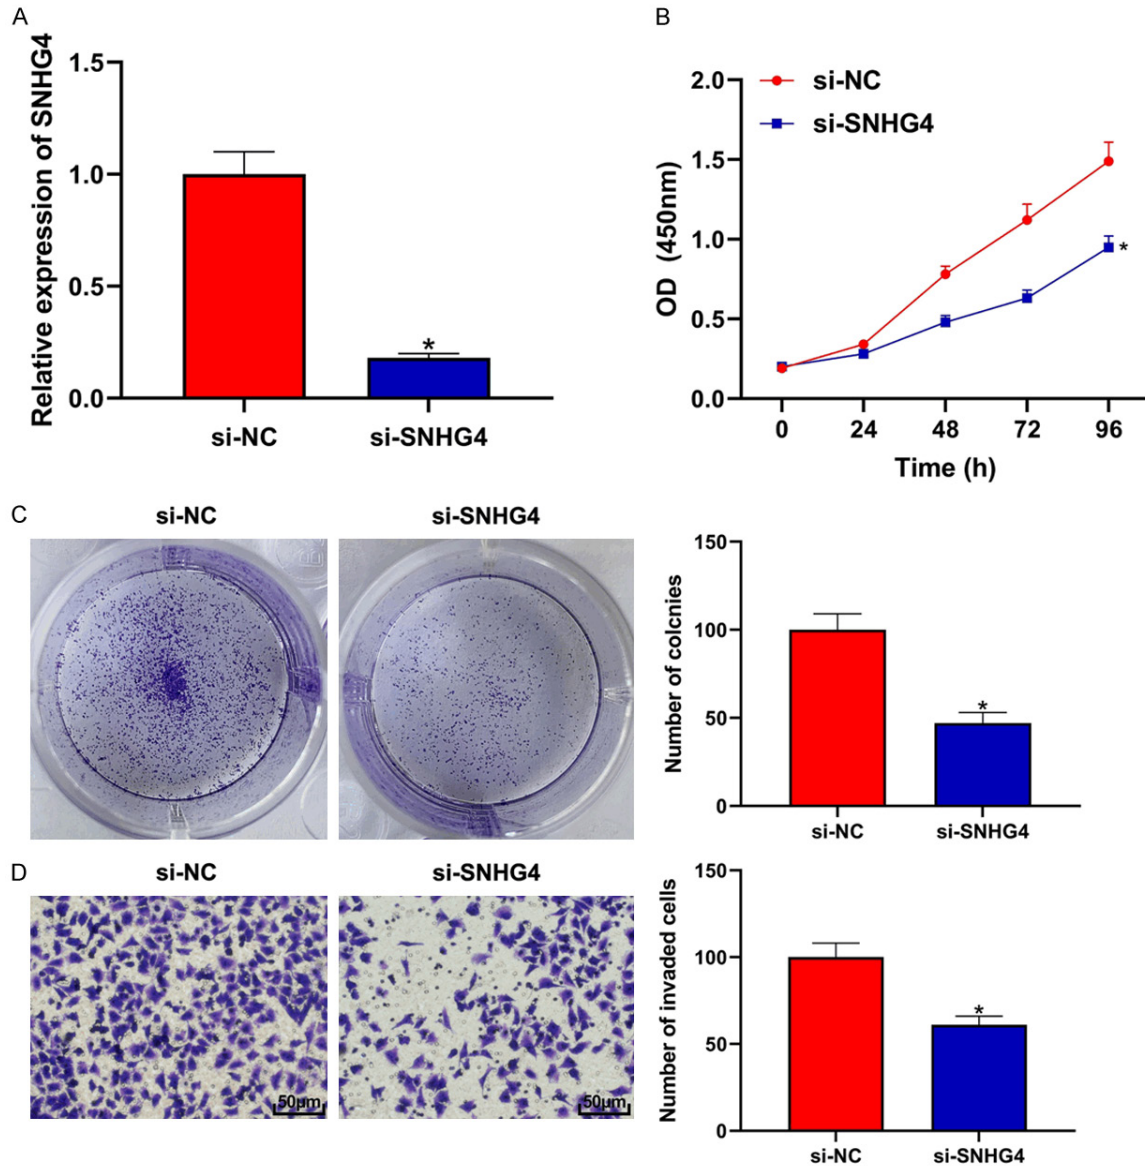 A
Relative expression of SNHG4
1.5
1.0
0.5
0.0
si-NC
si-SNHG4
*
B
OD (450nm)
2.0
1.5
1.0
0.5
0.0
si-NC
si-SNHG4
*
0
24
48
72
96
Time (h)
C
si-NC
si-SNHG4
Number of colcnies
150
100
50
0
*
si-NC
si-SNHG4
D
si-NC
si-SNHG4
50μm
50μm
Number of invaded cells
150
100
50
0
*
si-NC
si-SNHG4